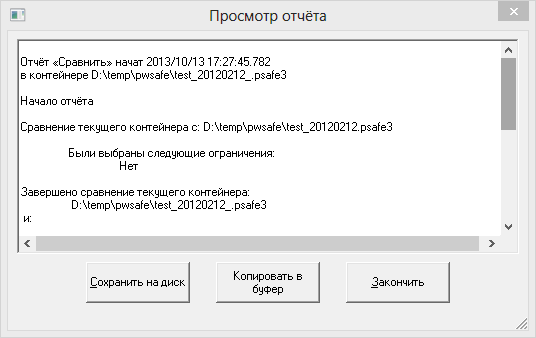 Просмотр отчёта
Отчёт «Сравнить» начат 2013/10/13 17:27:45.782
в контейнере D:\temp\pwsafe\test_20120212_.psafe3
Начало отчёта
Сравнение текущего контейнера с: D:\temp\pwsafe\test_20120212.psafe3
Были выбраны следующие ограничения:
Нет
Завершено сравнение текущего контейнера:
D:\temp\pwsafe\test_20120212_.psafe3
и:
Сохранить на диск
Копировать в
буфер
Закончить